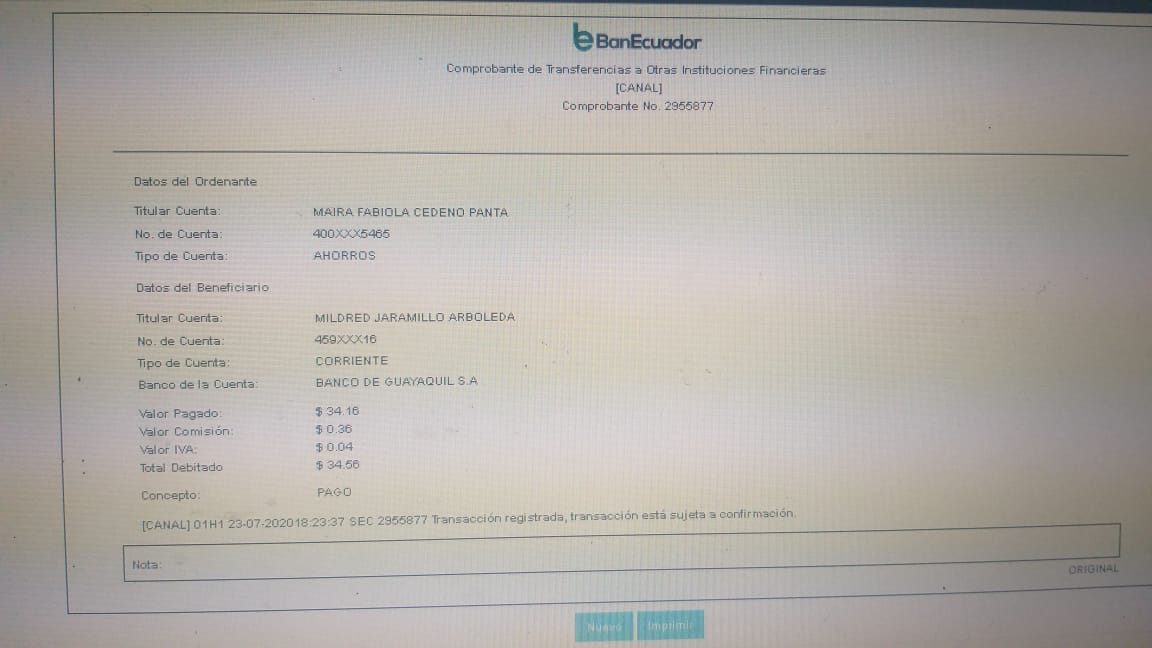 BanEcuador
Comprobante de Transferencias a Otras Instituciones Financieras
[CANAL]
Comprobante No. 2955877
Datos del Ordenante
Titular Cuenta: MAIRA FABIOLA CEDENO PANTA
No. de Cuenta: 400XXX5465
Tipo de Cuenta: AHORROS
Datos del Beneficiario
Titular Cuenta: MILDRED JARAMILLO ARBOLEDA
No. de Cuenta: 459XXX16
Tipo de Cuenta: CORRIENTE
Banco de la Cuenta: BANCO DE GUAYAQUIL S.A
Valor Pagado: $ 34.16
Valor Comisión: $ 0.36
Valor IVA: $ 0.04
Total Debitado $ 34.56
Concepto: PAGO
[CANAL] 01H1 23-07-202018:23:37 SEC 2955877 Transacción registrada, transacción está sujeta a confirmación.
Nota:
ORIGINAL
Nuevo Imprimir